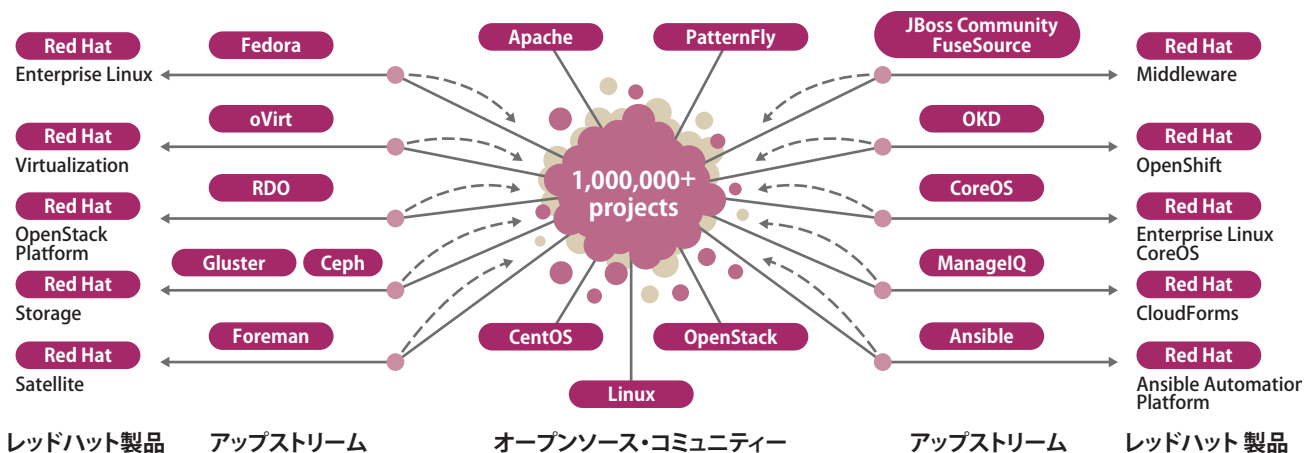 Red Hat
Enterprise Linux
Fedora
Apache
PatternFly
JBoss Community
FuseSource
Red Hat
Middleware
Red Hat
Virtualization
oVirt
1,000,000+
projects
OKD
Red Hat
OpenShift
Red Hat
OpenStack
Platform
RDO
CoreOS
Red Hat
Enterprise Linux
CoreOS
Red Hat
Storage
Gluster
Ceph
ManageIQ
Red Hat
CloudForms
Red Hat
Satellite
Foreman
CentOS
OpenStack
Linux
Ansible
Red Hat
Ansible Automation
Platform
レッドハット製品
アップストリーム
オープンソース・コミュニティー
アップストリーム
レッドハット 製品